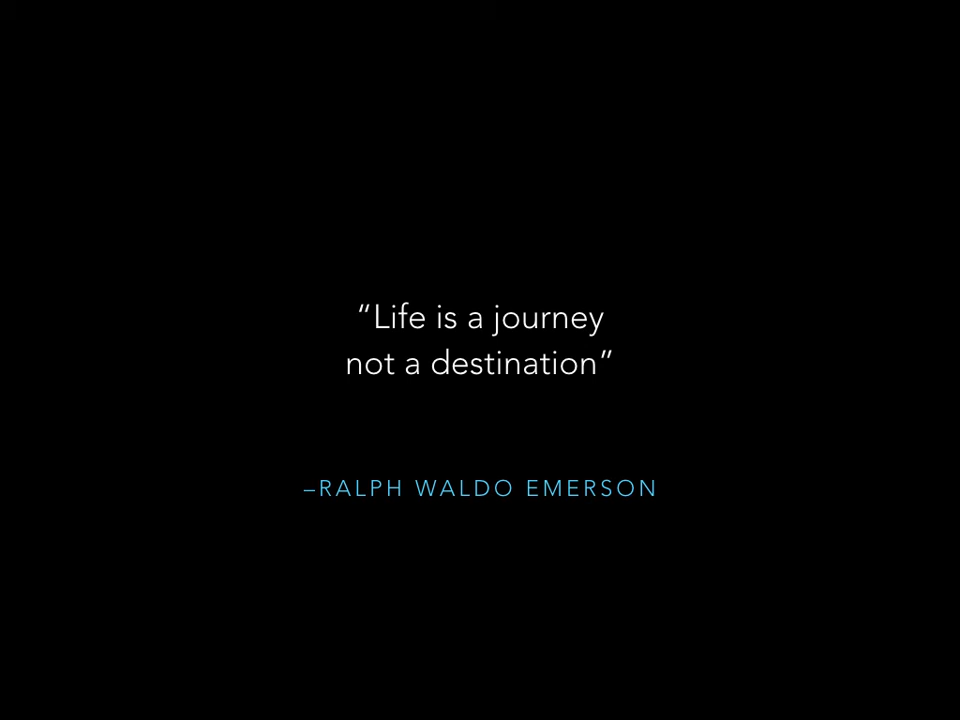 “Life is a journey
not a destination”
–RALPH WALDO EMERSON